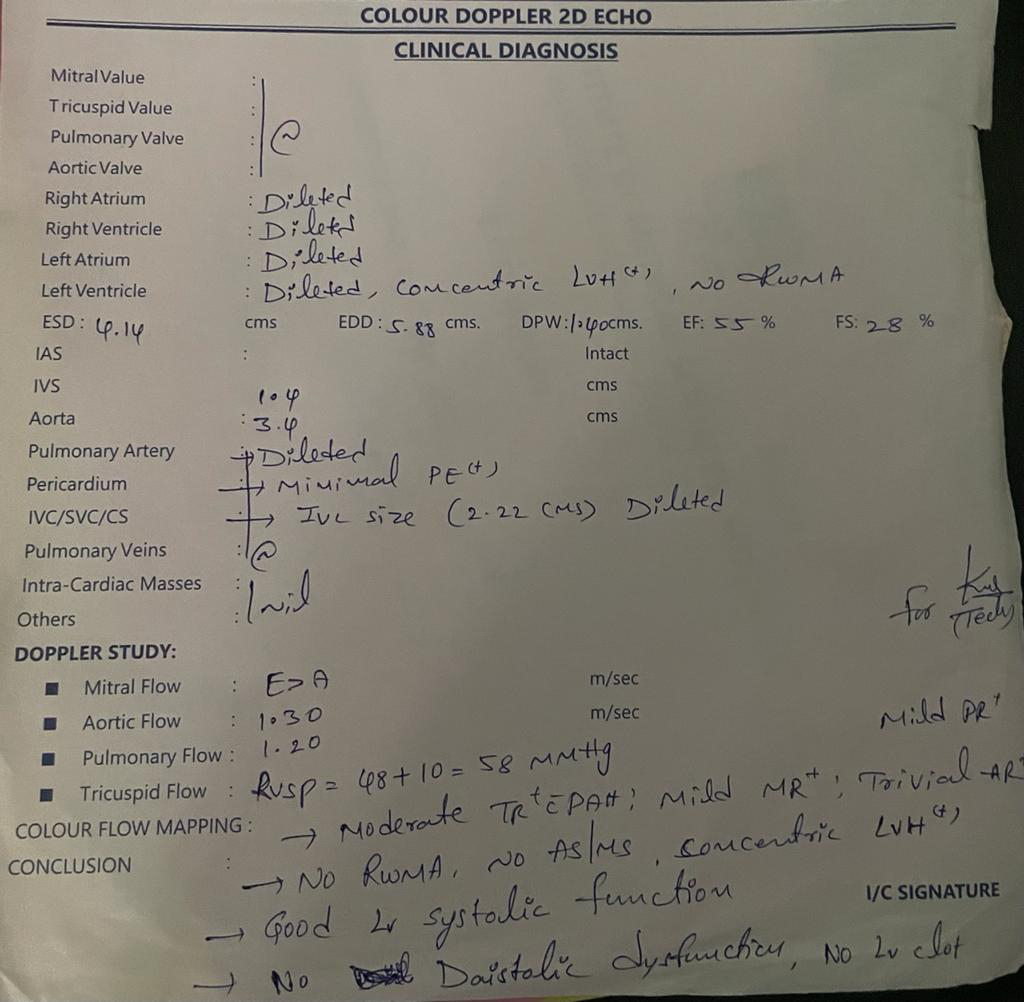 COLOUR DOPPLER 2D ECHO
CLINICAL DIAGNOSIS
Mitral Value :
Tricuspid Value :
Pulmonary Valve :
Aortic Valve :
Right Atrium : Dileted
Right Ventricle : Dileted
Left Atrium : Dileted
Left Ventricle : Dileted, Concentric LVH (+), NO RWMA
ESD : 4.14 cms EDD : 5.88 cms. DPW: 1.40 cms. EF: 55 % FS: 28 %
IAS : Intact
IVS 1.4 cms
Aorta : 3.4 cms
Pulmonary Artery : → Dileted
Pericardium → Minimal PE (+)
IVC/SVC/CS → IVC size (2.22 cms) Dileted
Pulmonary Veins :
Intra-Cardiac Masses : nil
Others :
for
(Tech)
DOPPLER STUDY:
■ Mitral Flow : E>A m/sec
■ Aortic Flow : 1.30 m/sec
■ Pulmonary Flow : 1.20
Mild PR+
■ Tricuspid Flow : RVSP = 48+10 = 58 MMHg
COLOUR FLOW MAPPING : → Moderate TR+ c̄ PAH; Mild MR+; Trivial AR+
CONCLUSION : → NO RWMA, NO AS/MS, concentric LVH (+)
→ Good LV systolic function
I/C SIGNATURE
→ No Daistolic dysfunction, No LV clot